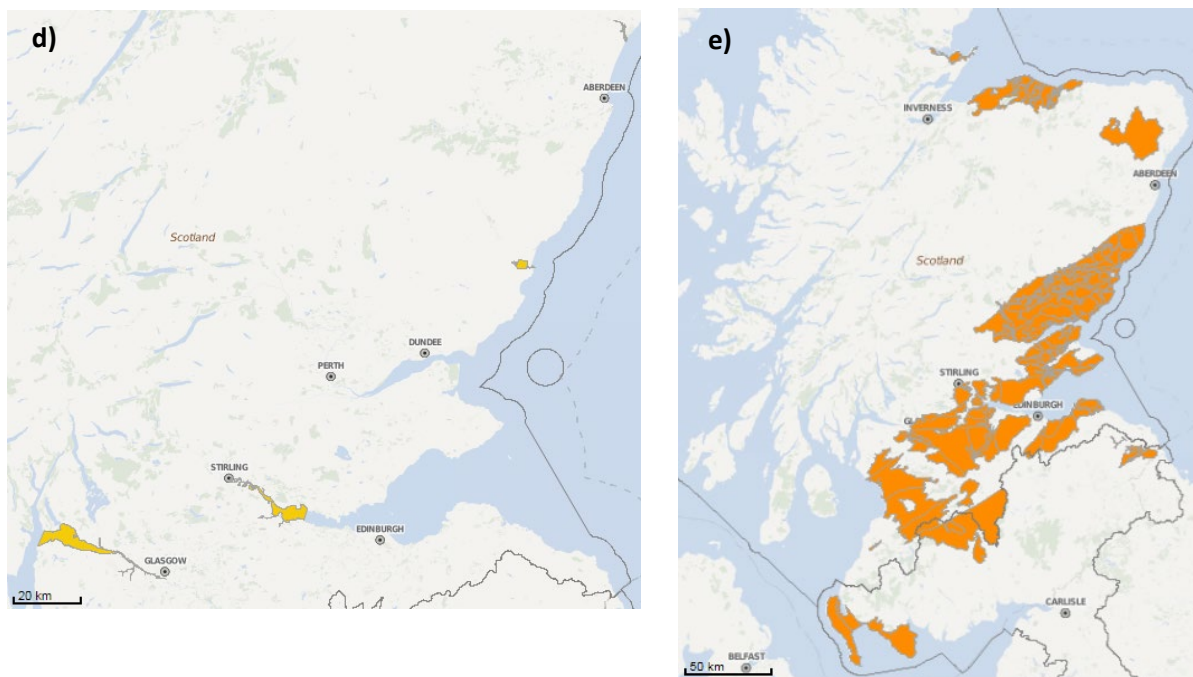 d)
ABERDEEN
Scotland
DUNDEE
PERTH
STIRLING
EDINBURGH
GLASGOW
20 km
e)
INVERNESS
ABERDEEN
Scotland
STIRLING
EDINBURGH
CARLISLE
BELFAST
50 km